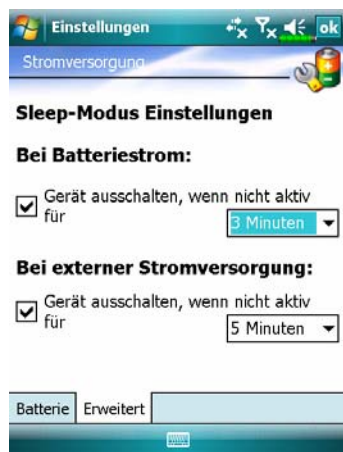 Einstellungen
ok
Stromversorgung
Sleep-Modus Einstellungen
Bei Batteriestrom:
Gerät ausschalten, wenn nicht aktiv
für
3 Minuten
Bei externer Stromversorgung:
Gerät ausschalten, wenn nicht aktiv
für
5 Minuten
Batterie Erweitert